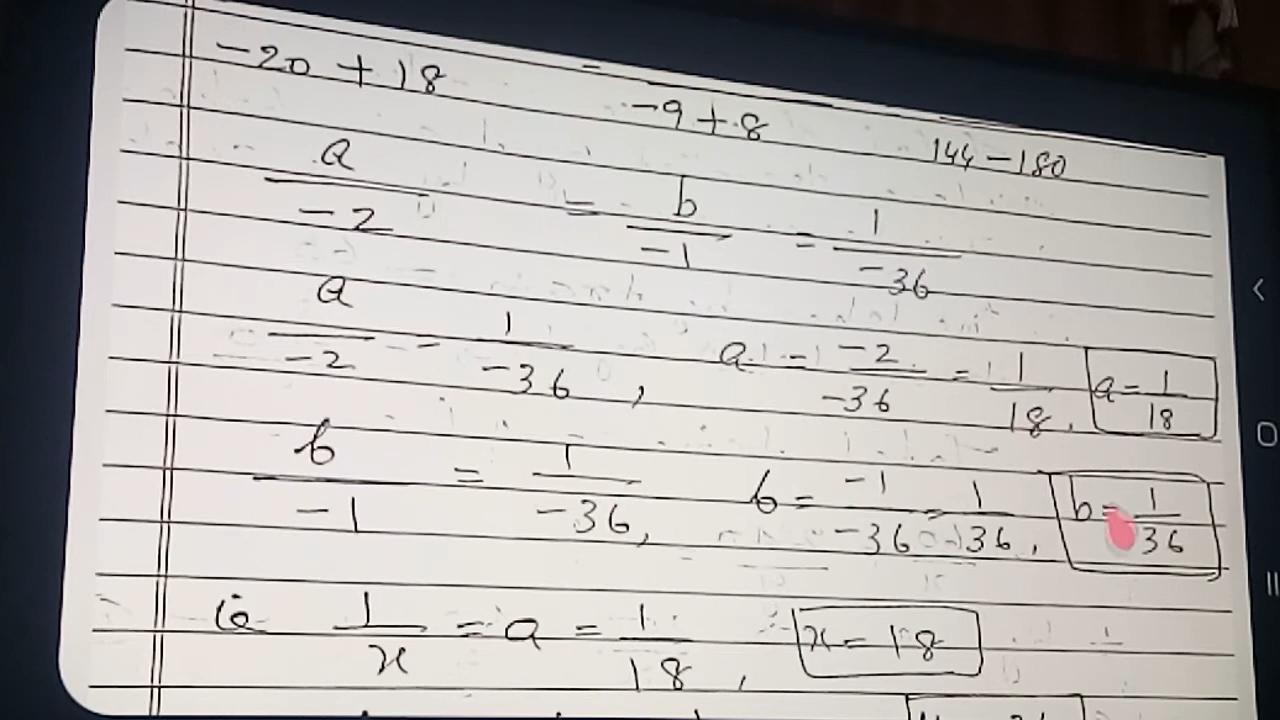 -20 + 18 -9 + 8 144 - 180
a/-2 = b/-1 = 1/-36
a/-2 = 1/-36 , a = -2/-36 = 1/18 . a = 1/18
b/-1 = 1/-36 , b = -1/-36 = 1/36 . b = 1/36
1/x = a = 1/18 , x = 18